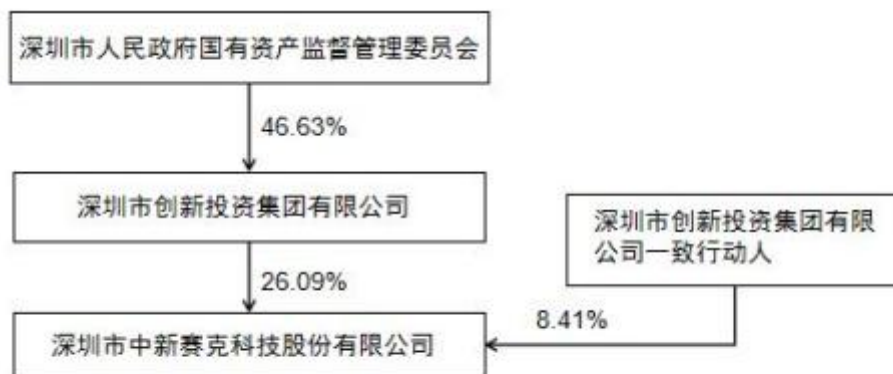 深圳市人民政府国有资产监督管理委员会
46.63%
深圳市创新投资集团有限公司
深圳市创新投资集团有限
公司一致行动人
26.09%
8.41%
深圳市中新赛克科技股份有限公司